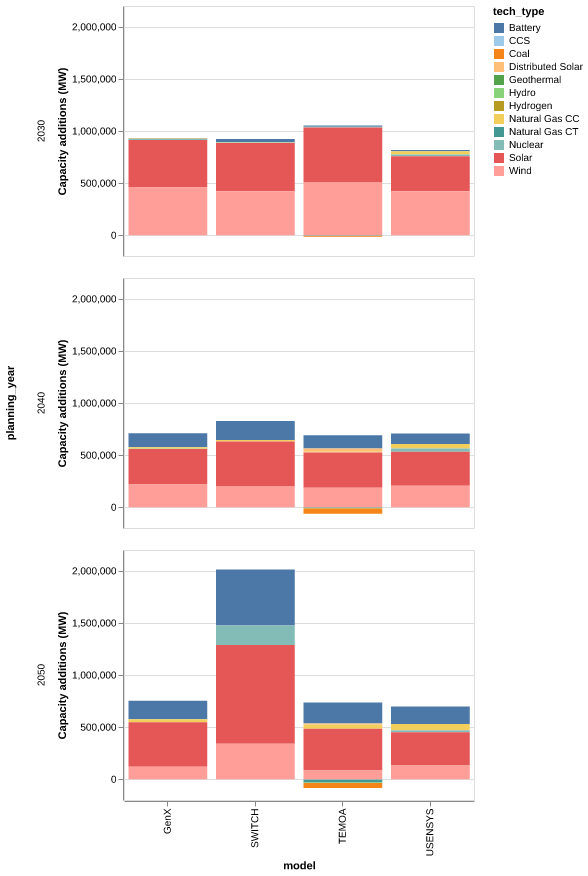 tech_type
Battery
CCS
Coal
Distributed Solar
Geothermal
Hydro
Hydrogen
Natural Gas CC
Natural Gas CT
Nuclear
Solar
Wind
planning_year
2030
Capacity additions (MW)
2,000,000
1,500,000
1,000,000
500,000
0
2040
Capacity additions (MW)
2,000,000
1,500,000
1,000,000
500,000
0
2050
Capacity additions (MW)
2,000,000
1,500,000
1,000,000
500,000
0
GenX
SWITCH
TEMOA
USENSYS
model